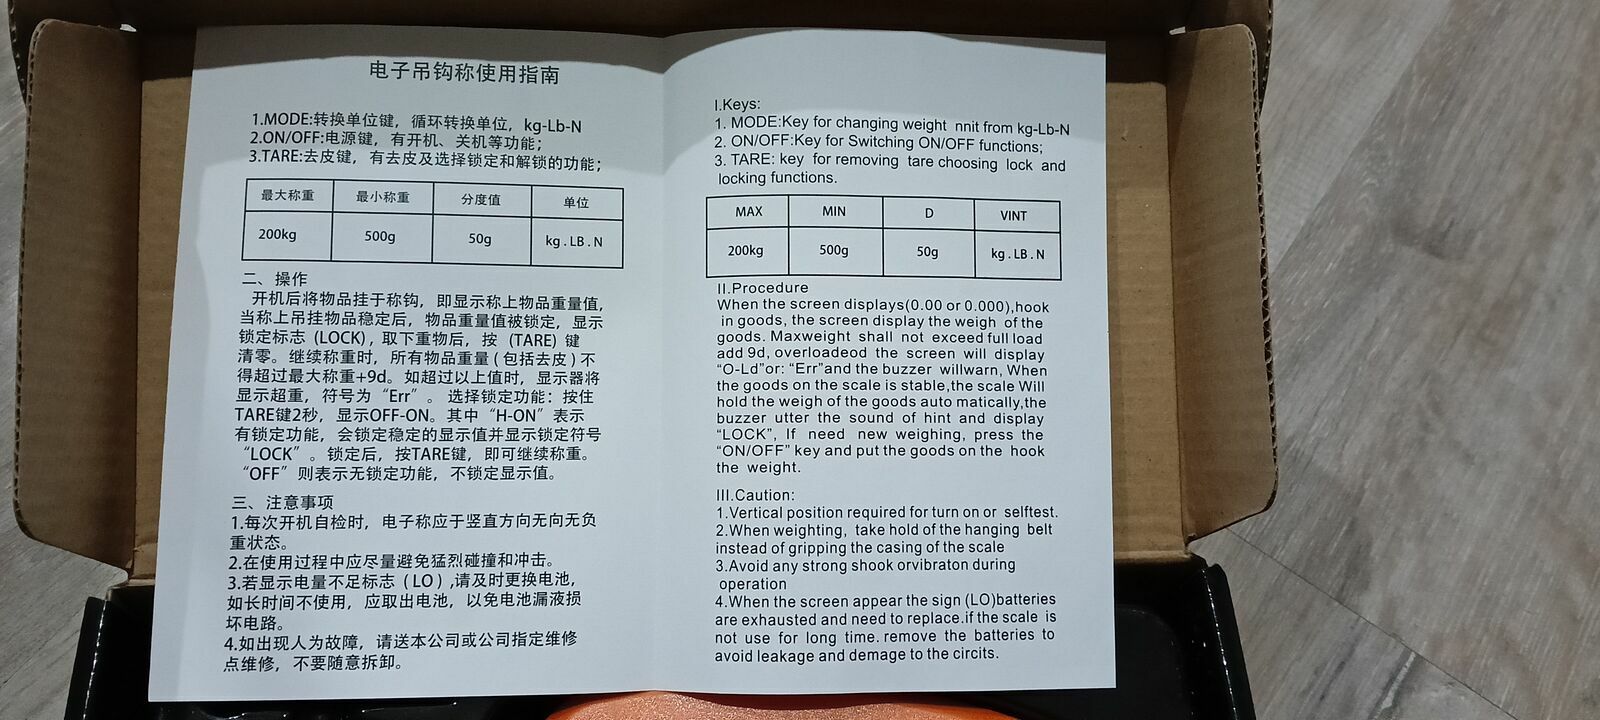 电子吊钩称使用指南
1.MODE:转换单位键，循环转换单位，kg-Lb-N
2.ON/OFF:电源键，有开机、关机等功能；
3.TARE:去皮键，有去皮及选择锁定和解锁的功能；
最大称重 最小称重 分度值 单位
200kg 500g 50g kg.LB.N
二、操作
开机后将物品挂于称钩，即显示称上物品重量值,
当称上吊挂物品稳定后，物品重量值被锁定，显示
锁定标志 (LOCK) , 取下重物后，按 (TARE) 键
清零。继续称重时，所有物品重量 ( 包括去皮 ) 不
得超过最大称重+9d。如超过以上值时，显示器将
显示超重，符号为“Err”。 选择锁定功能：按住
TARE键2秒，显示OFF-ON。其中“H-ON”表示
有锁定功能，会锁定稳定的显示值并显示锁定符号
“LOCK”。锁定后，按TARE键，即可继续称重。
“OFF”则表示无锁定功能，不锁定显示值。
三、注意事项
1.每次开机自检时，电子称应于竖直方向无向无负
重状态。
2.在使用过程中应尽量避免猛烈碰撞和冲击。
3.若显示电量不足标志 ( LO ) ,请及时更换电池，
如长时间不使用，应取出电池，以免电池漏液损
坏电路。
4.如出现人为故障，请送本公司或公司指定维修
点维修，不要随意拆卸。
I.Keys:
1. MODE:Key for changing weight nnit from kg-Lb-N
2. ON/OFF:Key for Switching ON/OFF functions;
3. TARE: key for removing tare choosing lock and
locking functions.
MAX MIN D VINT
200kg 500g 50g kg.LB.N
II.Procedure
When the screen displays(0.00 or 0.000),hook
in goods, the screen display the weigh of the
goods. Maxweight shall not exceed full load
add 9d, overloadeod the screen will display
“O-Ld”or: “Err”and the buzzer willwarn, When
the goods on the scale is stable,the scale Will
hold the weigh of the goods auto matically,the
buzzer utter the sound of hint and display
“LOCK”, If need new weighing, press the
“ON/OFF” key and put the goods on the hook
the weight.
III.Caution:
1.Vertical position required for turn on or selftest.
2.When weighting, take hold of the hanging belt
instead of gripping the casing of the scale
3.Avoid any strong shook orvibraton during
operation
4.When the screen appear the sign (LO)batteries
are exhausted and need to replace.if the scale is
not use for long time. remove the batteries to
avoid leakage and demage to the circits.